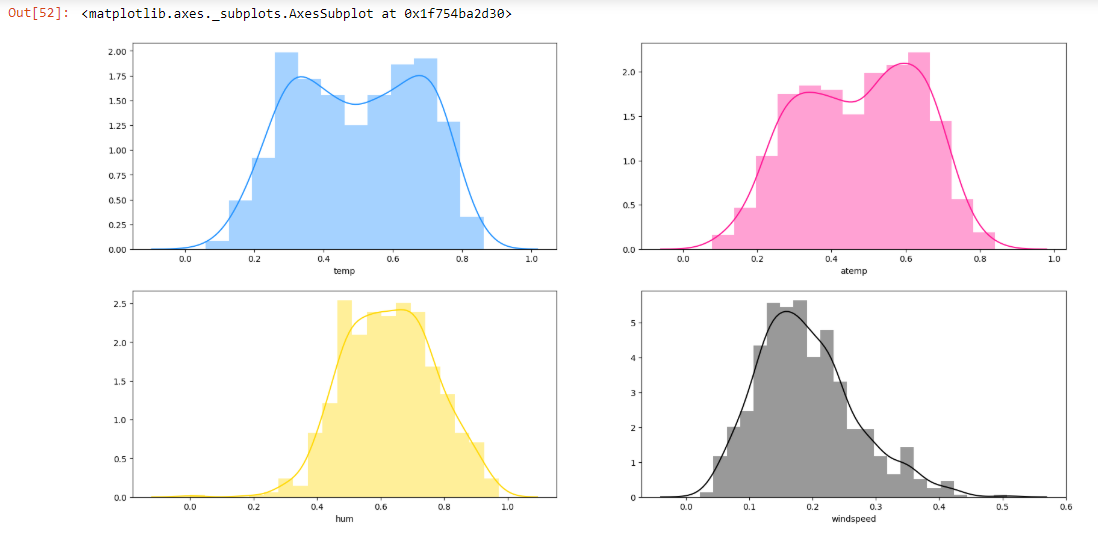 Out[52]: <matplotlib.axes._subplots.AxesSubplot at 0x1f754ba2d30>
2.00
1.75
1.50
1.25
1.00
0.75
0.50
0.25
0.00
0.0 0.2 0.4 0.6 0.8 1.0
temp
2.0
1.5
1.0
0.5
0.0
0.0 0.2 0.4 0.6 0.8 1.0
atemp
2.5
2.0
1.5
1.0
0.5
0.0
0.0 0.2 0.4 0.6 0.8 1.0
hum
5
4
3
2
1
0
0.0 0.1 0.2 0.3 0.4 0.5 0.6
windspeed